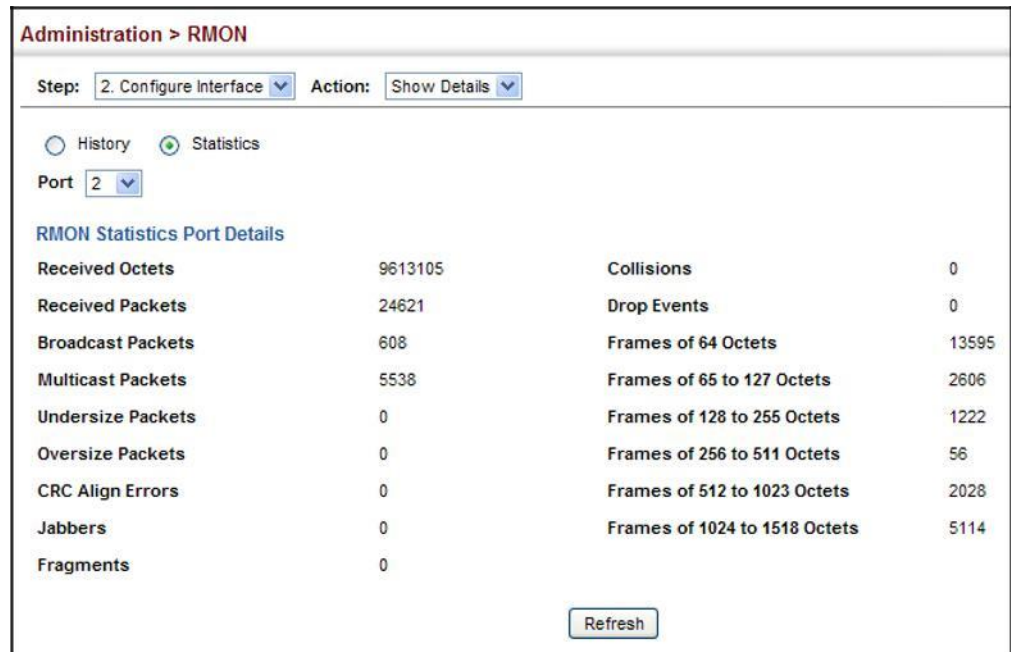 Administration > RMON
Step: 2. Configure Interface Action: Show Details
History Statistics
Port 2
RMON Statistics Port Details
Received Octets 9613105 Collisions 0
Received Packets 24621 Drop Events 0
Broadcast Packets 608 Frames of 64 Octets 13595
Multicast Packets 5538 Frames of 65 to 127 Octets 2606
Undersize Packets 0 Frames of 128 to 255 Octets 1222
Oversize Packets 0 Frames of 256 to 511 Octets 56
CRC Align Errors 0 Frames of 512 to 1023 Octets 2028
Jabbers 0 Frames of 1024 to 1518 Octets 5114
Fragments 0
Refresh